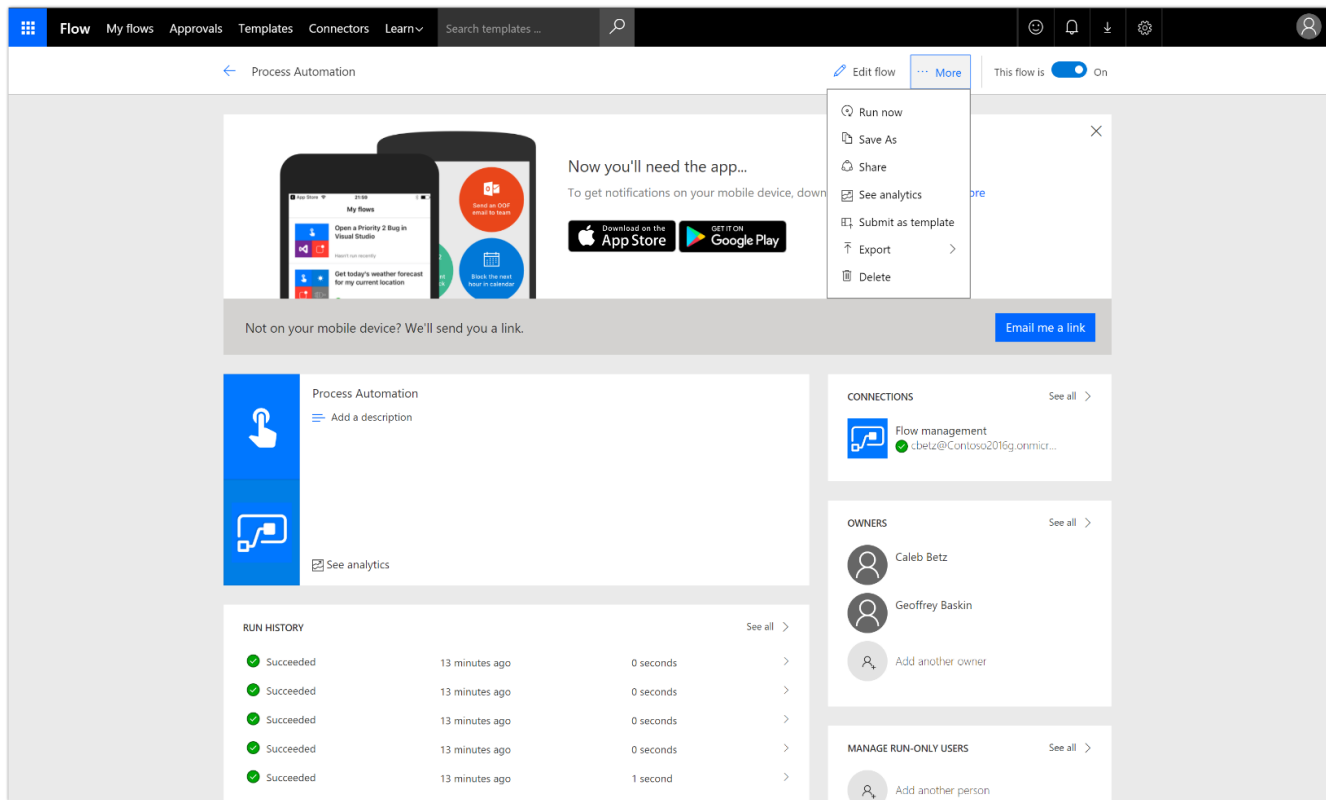 Flow My flows Approvals Templates Connectors Learn Search templates ...
Process Automation
Edit flow
··· More
This flow is On
Run now
Save As
Share
See analytics
Submit as template
Export
Delete
Now you'll need the app...
To get notifications on your mobile device, down
ore
Download on the
App Store
GET IT ON
Google Play
App Store 21:55
My flows
Open a Priority 2 Bug in
Visual Studio
Hasn't run recently
Get today's weather forecast
for my current location
Send an OOF
email to team
Block the next
hour in calendar
Not on your mobile device? We'll send you a link.
Email me a link
Process Automation
Add a description
See analytics
CONNECTIONS See all
Flow management
cbetz@Contoso2016g.onmicr...
OWNERS See all
Caleb Betz
Geoffrey Baskin
Add another owner
RUN HISTORY See all
Succeeded 13 minutes ago 0 seconds
Succeeded 13 minutes ago 0 seconds
Succeeded 13 minutes ago 0 seconds
Succeeded 13 minutes ago 0 seconds
Succeeded 13 minutes ago 1 second
MANAGE RUN-ONLY USERS See all
Add another person